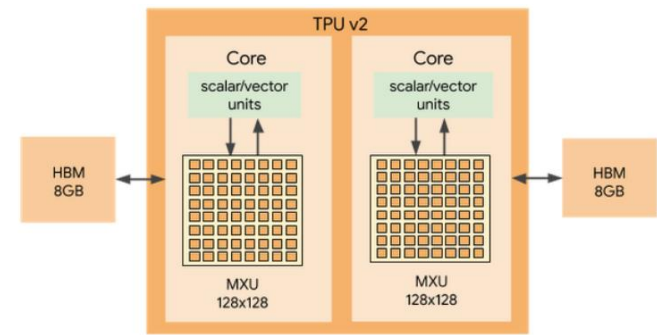 TPU v2
Core
scalar/vector
units
MXU
128x128
Core
scalar/vector
units
MXU
128x128
HBM
8GB
HBM
8GB